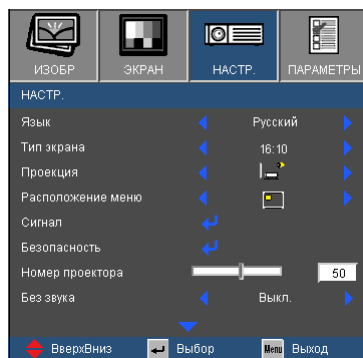 ИЗОБР ЭКРАН НАСТР. ПАРАМЕТРЫ
НАСТР.
Язык Русский
Тип экрана 16:10
Проекция
Расположение меню
Сигнал
Безопасность
Номер проектора 50
Без звука Выкл.
ВверхВниз Выбор Menu Выход